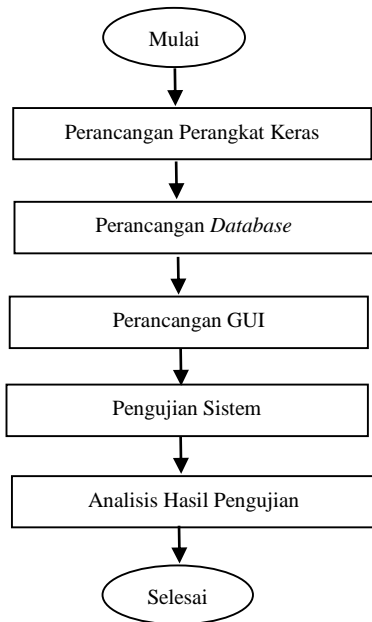 Mulai
Perancangan Perangkat Keras
Perancangan Database
Perancangan GUI
Pengujian Sistem
Analisis Hasil Pengujian
Selesai